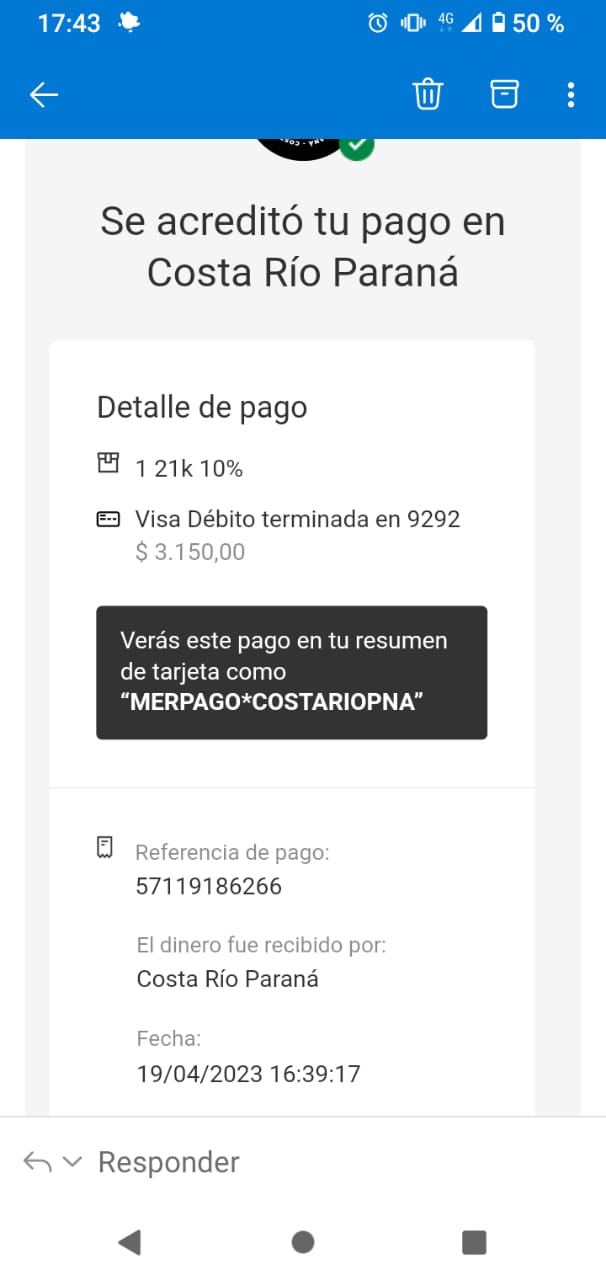 17:43
4G
50 %
Se acreditó tu pago en
Costa Río Paraná
Detalle de pago
1 21k 10%
Visa Débito terminada en 9292
$ 3.150,00
Verás este pago en tu resumen
de tarjeta como
“MERPAGO*COSTARIOPNA”
Referencia de pago:
57119186266
El dinero fue recibido por:
Costa Río Paraná
Fecha:
19/04/2023 16:39:17
Responder